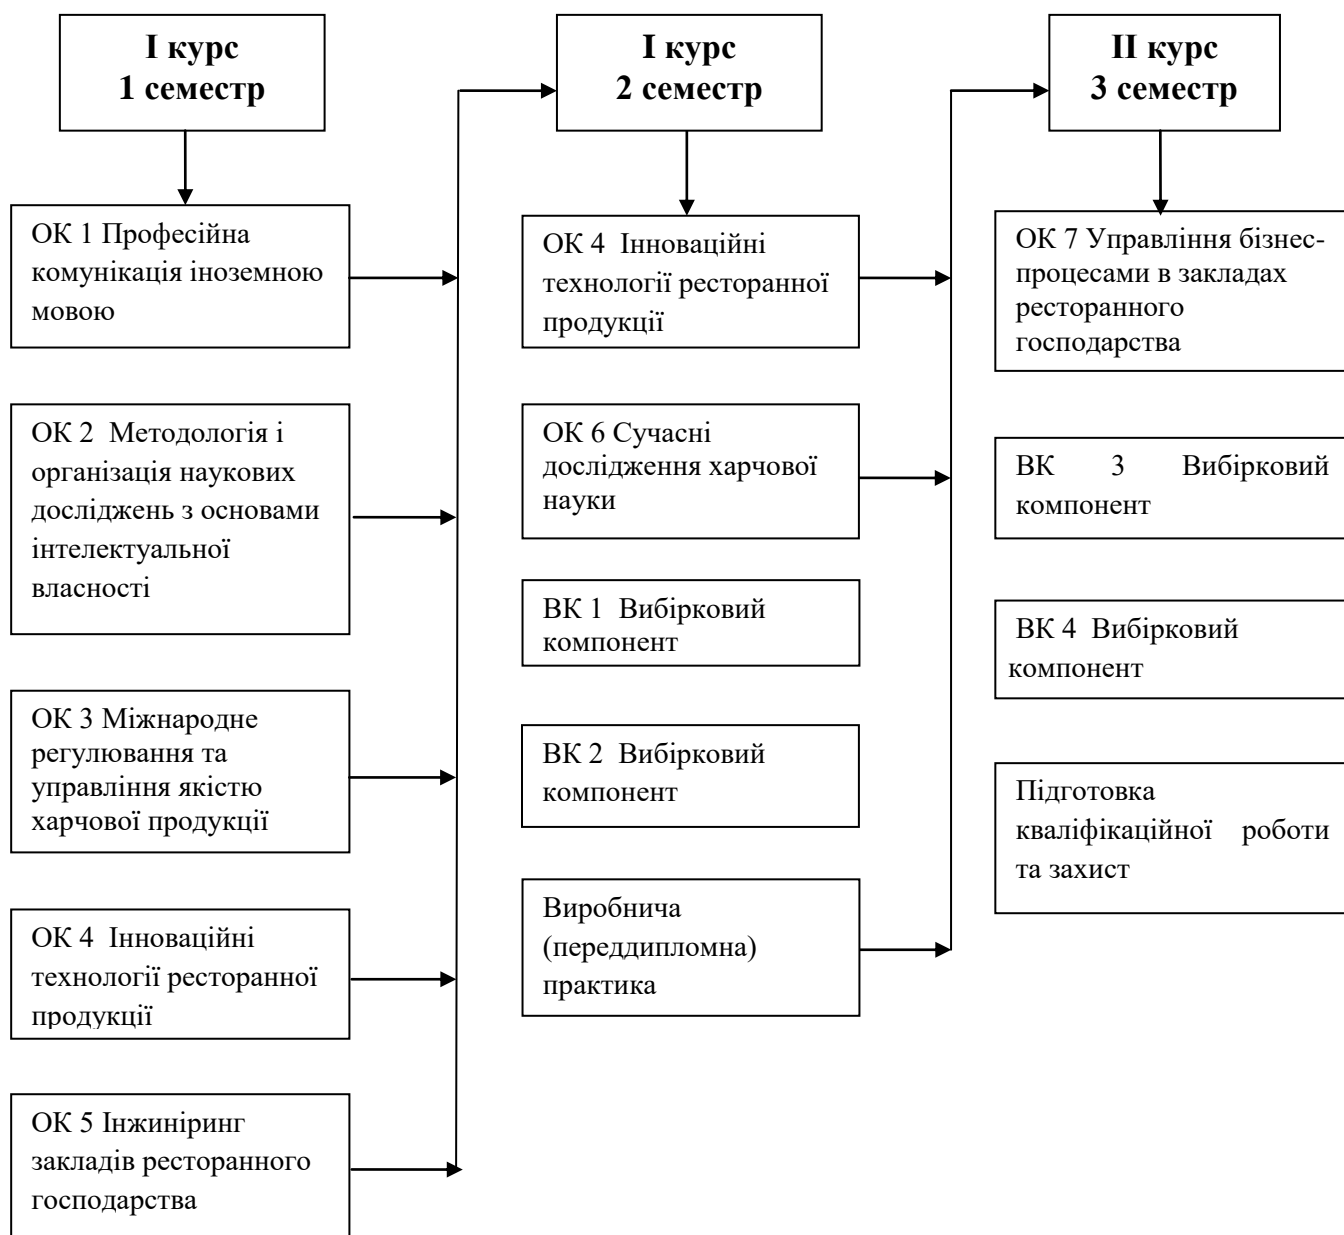 І курс
1 семестр
ОК 1 Професійна
комунікація іноземною
мовою
ОК 2 Методологія і
організація наукових
досліджень з основами
інтелектуальної
власності
ОК 3 Міжнародне
регулювання та
управління якістю
харчової продукції
ОК 4 Інноваційні
технології ресторанної
продукції
ОК 5 Інжиніринг
закладів ресторанного
господарства
І курс
2 семестр
ОК 4 Інноваційні
технології ресторанної
продукції
ОК 6 Сучасні
дослідження харчової
науки
ВК 1 Вибірковий
компонент
ВК 2 Вибірковий
компонент
Виробнича
(переддипломна)
практика
ІІ курс
3 семестр
ОК 7 Управління бізнес-
процесами в закладах
ресторанного
господарства
ВК 3 Вибірковий
компонент
ВК 4 Вибірковий
компонент
Підготовка
кваліфікаційної роботи
та захист